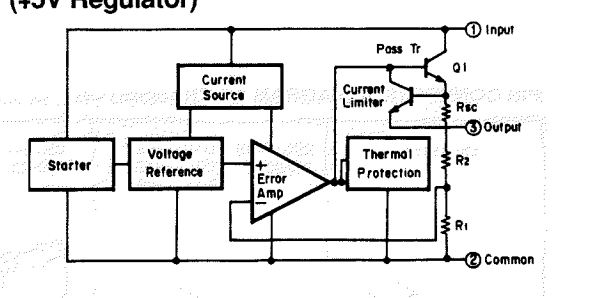 (+5V Regulator)
1 Input
Pass Tr
Q1
Current
Source
Current
Limiter
Rsc
3 Output
Starter
Voltage
Reference
+
Error
Amp
−
Thermal
Protection
R2
R1
2 Common